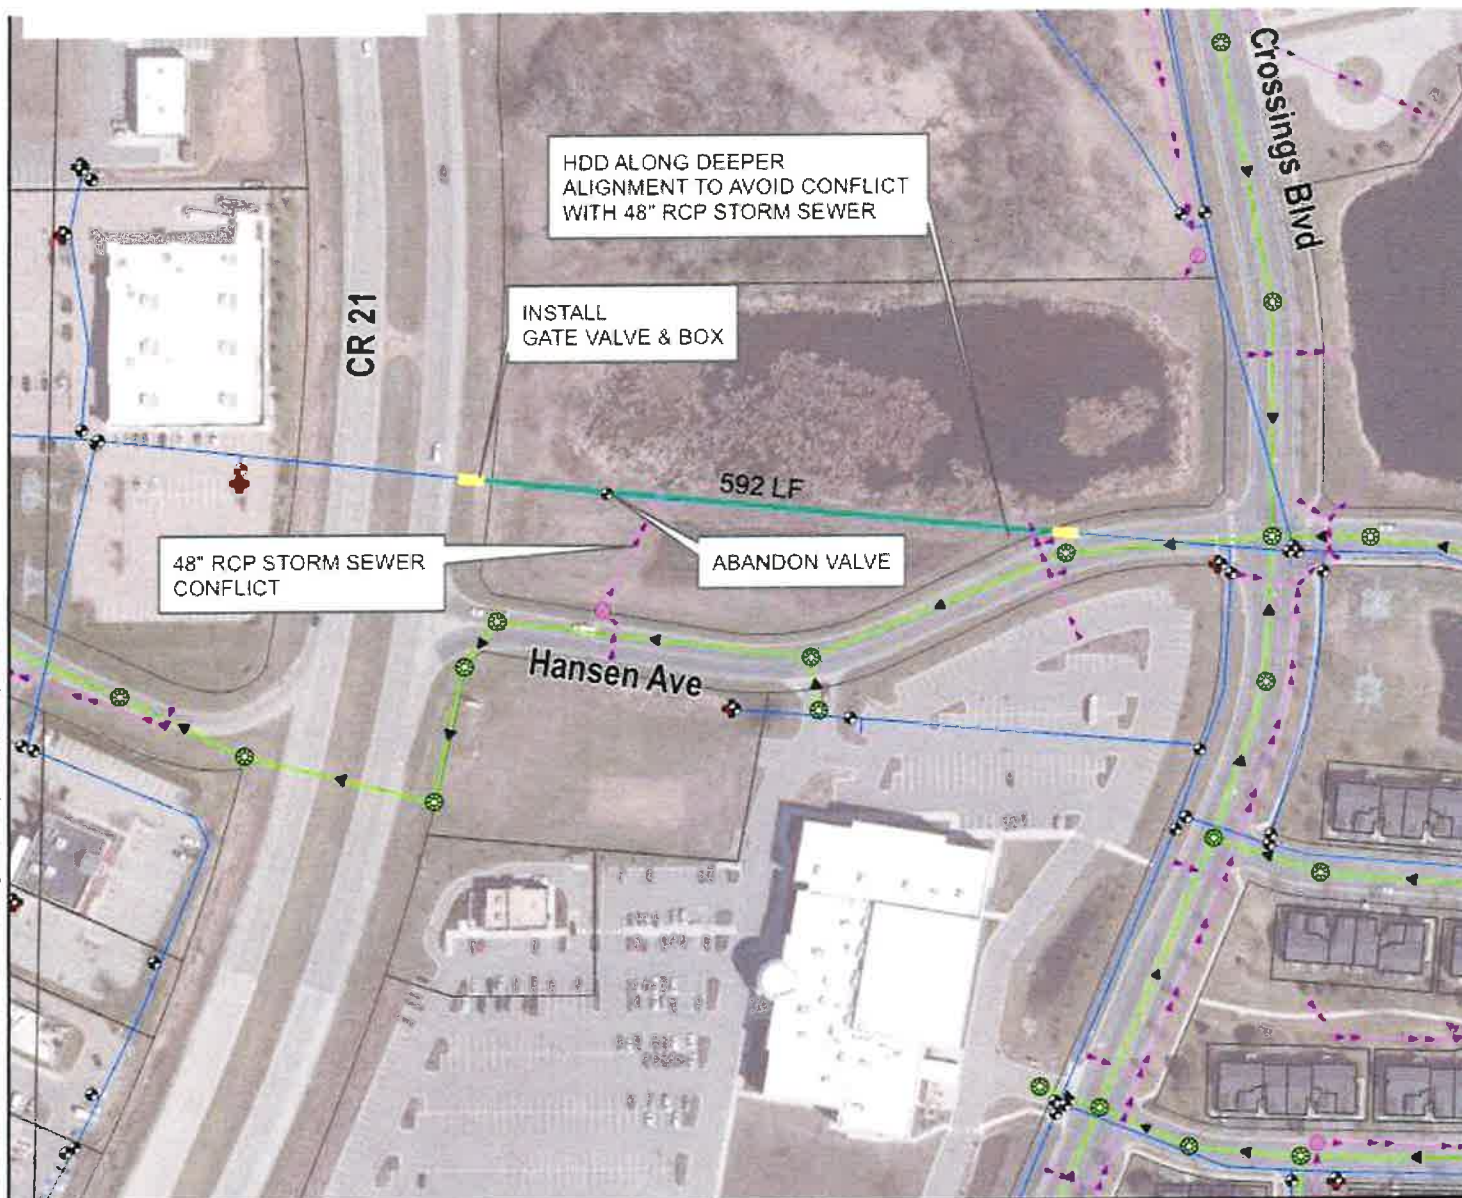 Crossings Blvd
HDD ALONG DEEPER
ALIGNMENT TO AVOID CONFLICT
WITH 48" RCP STORM SEWER
INSTALL
GATE VALVE & BOX
CR 21
592 LF
48" RCP STORM SEWER
CONFLICT
ABANDON VALVE
Hansen Ave